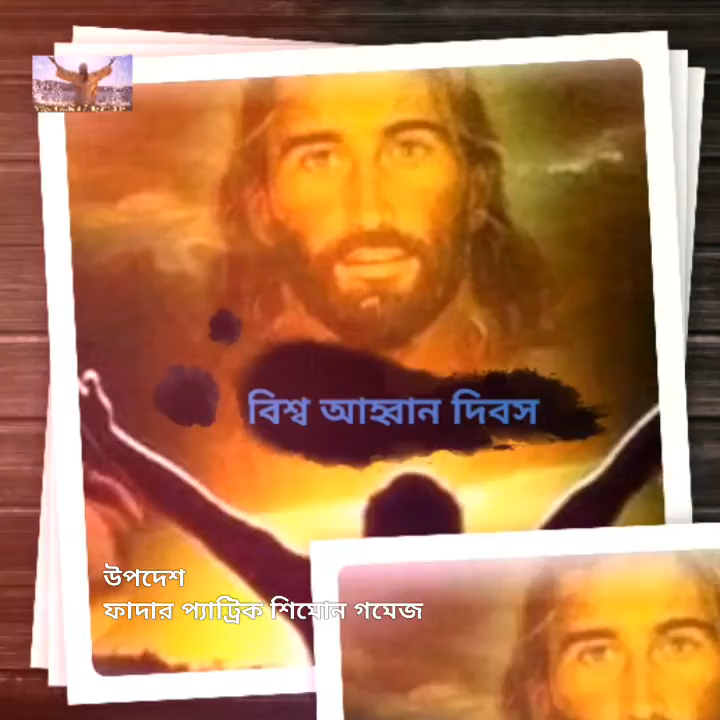 বিশ্ব আহ্বান দিবস
উপদেশ
ফাদার প্যাট্রিক শিমোন গমেজ